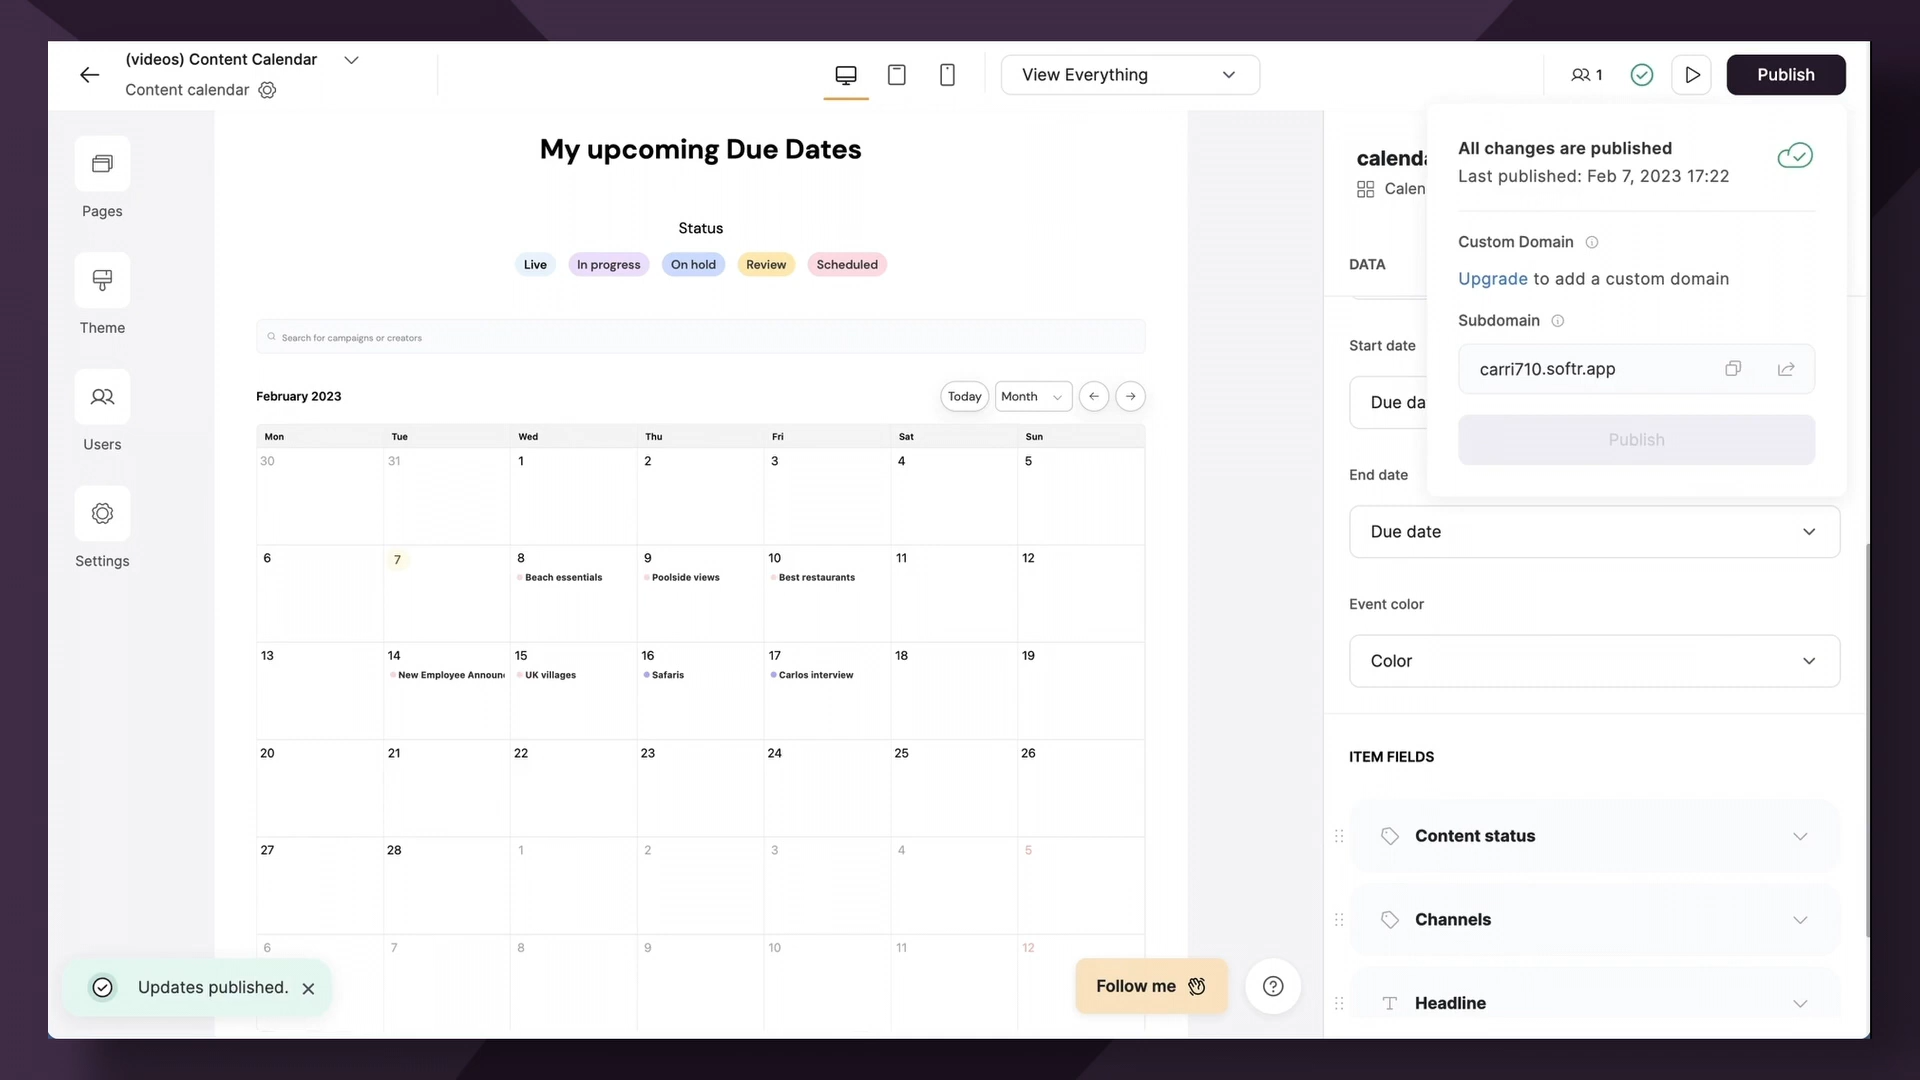 (videos) Content Calendar
Content calendar
View Everything
1
Publish
Pages
Theme
Users
Settings
My upcoming Due Dates
Status
Live In progress On hold Review Scheduled
Search for campaigns or creators
February 2023
Today Month
Mon Tue Wed Thu Fri Sat Sun
30 31 1 2 3 4 5
6 7 8 9 10 11 12
Beach essentials Poolside views Best restaurants
13 14 15 16 17 18 19
New Employee Announ UK villages Safaris Carlos interview
20 21 22 23 24 25 26
27 28 1 2 3 4 5
6 7 8 9 10 11 12
Updates published.
Follow me
calenda
Calen
DATA
Start date
Due da
End date
Due date
Event color
Color
ITEM FIELDS
Content status
Channels
Headline
All changes are published
Last published: Feb 7, 2023 17:22
Custom Domain
Upgrade to add a custom domain
Subdomain
carri710.softr.app
Publish